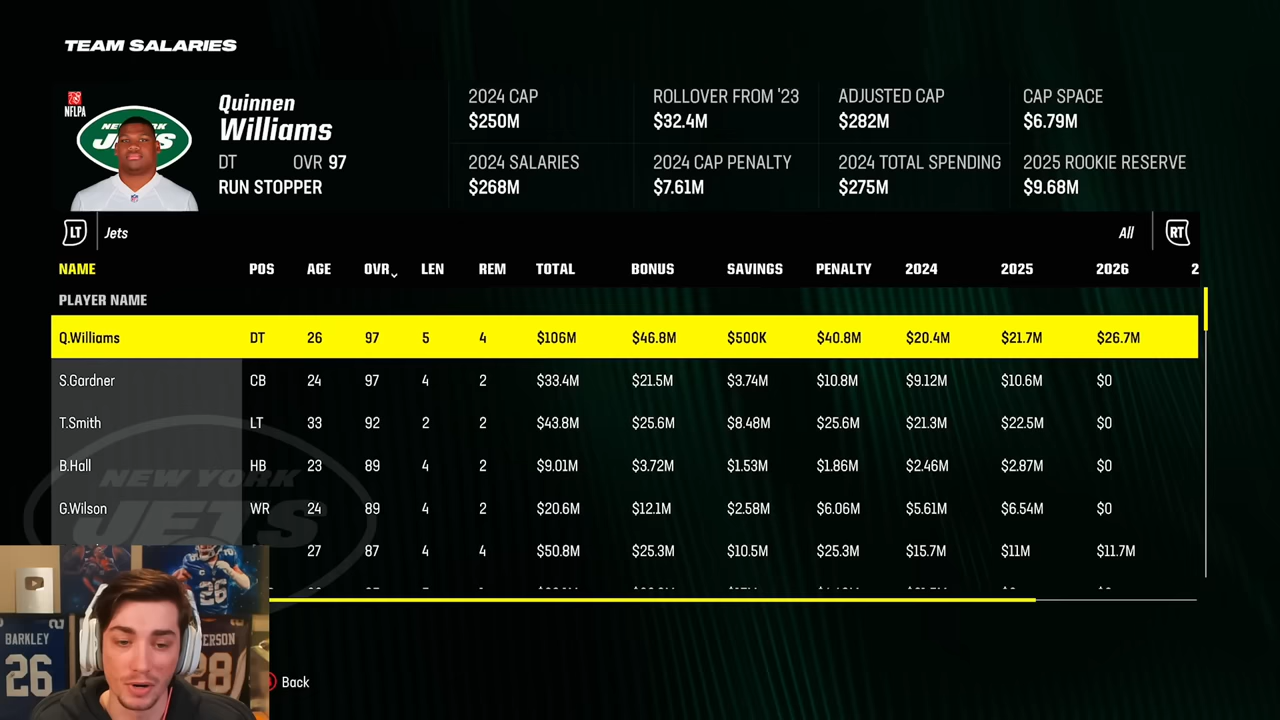 TEAM SALARIES
NFLPA
NEW YORK
JETS
Quinnen
Williams
DT OVR 97
RUN STOPPER
2024 CAP ROLLOVER FROM '23 ADJUSTED CAP CAP SPACE
$250M $32.4M $282M $6.79M
2024 SALARIES 2024 CAP PENALTY 2024 TOTAL SPENDING 2025 ROOKIE RESERVE
$268M $7.61M $275M $9.68M
LT Jets All RT
NAME POS AGE OVR LEN REM TOTAL BONUS SAVINGS PENALTY 2024 2025 2026 2
PLAYER NAME
Q.Williams DT 26 97 5 4 $106M $46.8M $500K $40.8M $20.4M $21.7M $26.7M
S.Gardner CB 24 97 4 2 $33.4M $21.5M $3.74M $10.8M $9.12M $10.6M $0
T.Smith LT 33 92 2 2 $43.8M $25.6M $8.48M $25.6M $21.3M $22.5M $0
B.Hall HB 23 89 4 2 $9.01M $3.72M $1.53M $1.86M $2.46M $2.87M $0
NEW YORK
JETS
G.Wilson WR 24 89 4 2 $20.6M $12.1M $2.58M $6.06M $5.61M $6.54M $0
27 87 4 4 $50.8M $25.3M $10.5M $25.3M $15.7M $11M $11.7M
26
BARKLEY
26
ERSON
28
Back